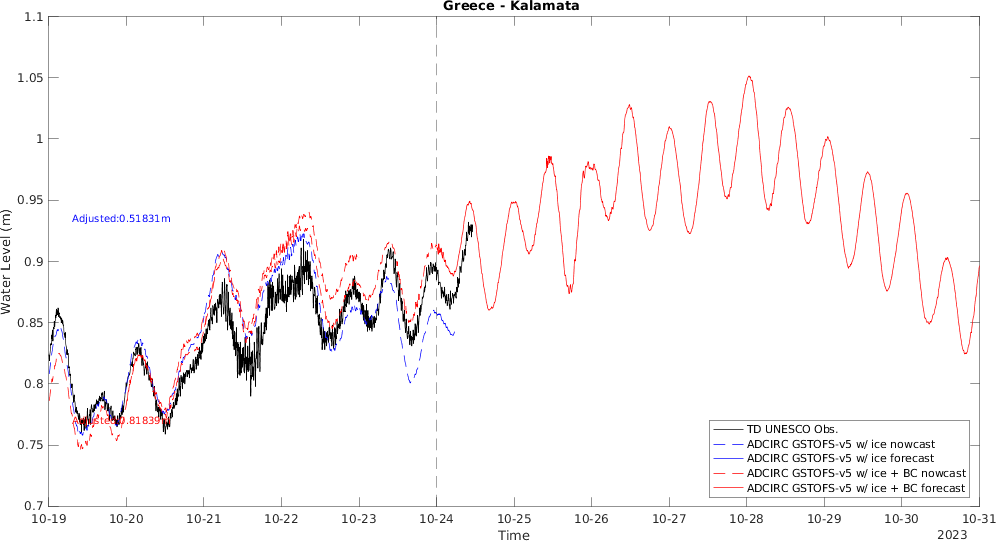 Greece - Kalamata
1.1
1.05
1
0.95
0.9
0.85
0.8
0.75
0.7
Water Level (m)
Adjusted:0.51831m
Adjusted:0.81839m
TD UNESCO Obs.
ADCIRC GSTOFS-v5 w/ ice nowcast
ADCIRC GSTOFS-v5 w/ ice forecast
ADCIRC GSTOFS-v5 w/ ice + BC nowcast
ADCIRC GSTOFS-v5 w/ ice + BC forecast
10-19 10-20 10-21 10-22 10-23 10-24 10-25 10-26 10-27 10-28 10-29 10-30 10-31
Time
2023